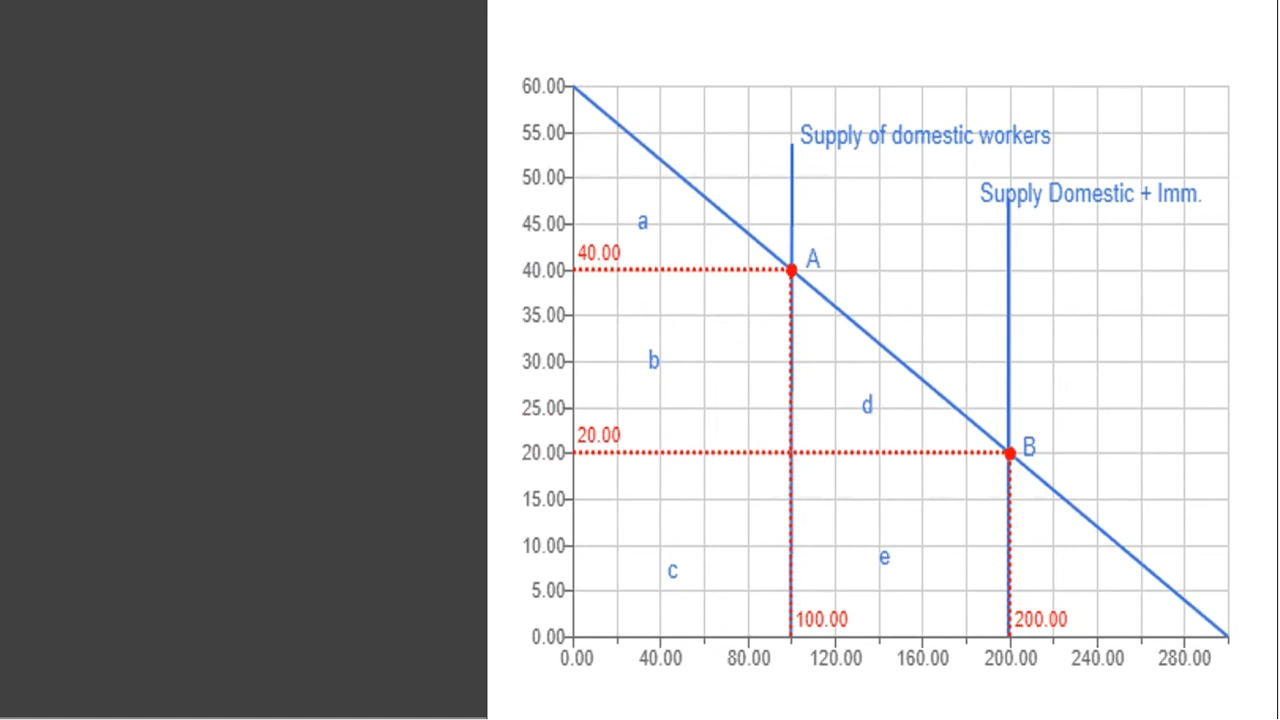 60.00
55.00
Supply of domestic workers
50.00
Supply Domestic + Imm.
45.00
a
40.00
40.00
A
35.00
30.00
b
25.00
d
20.00
20.00
B
15.00
10.00
e
c
5.00
100.00
200.00
0.00
0.00
40.00
80.00
120.00
160.00
200.00
240.00
280.00